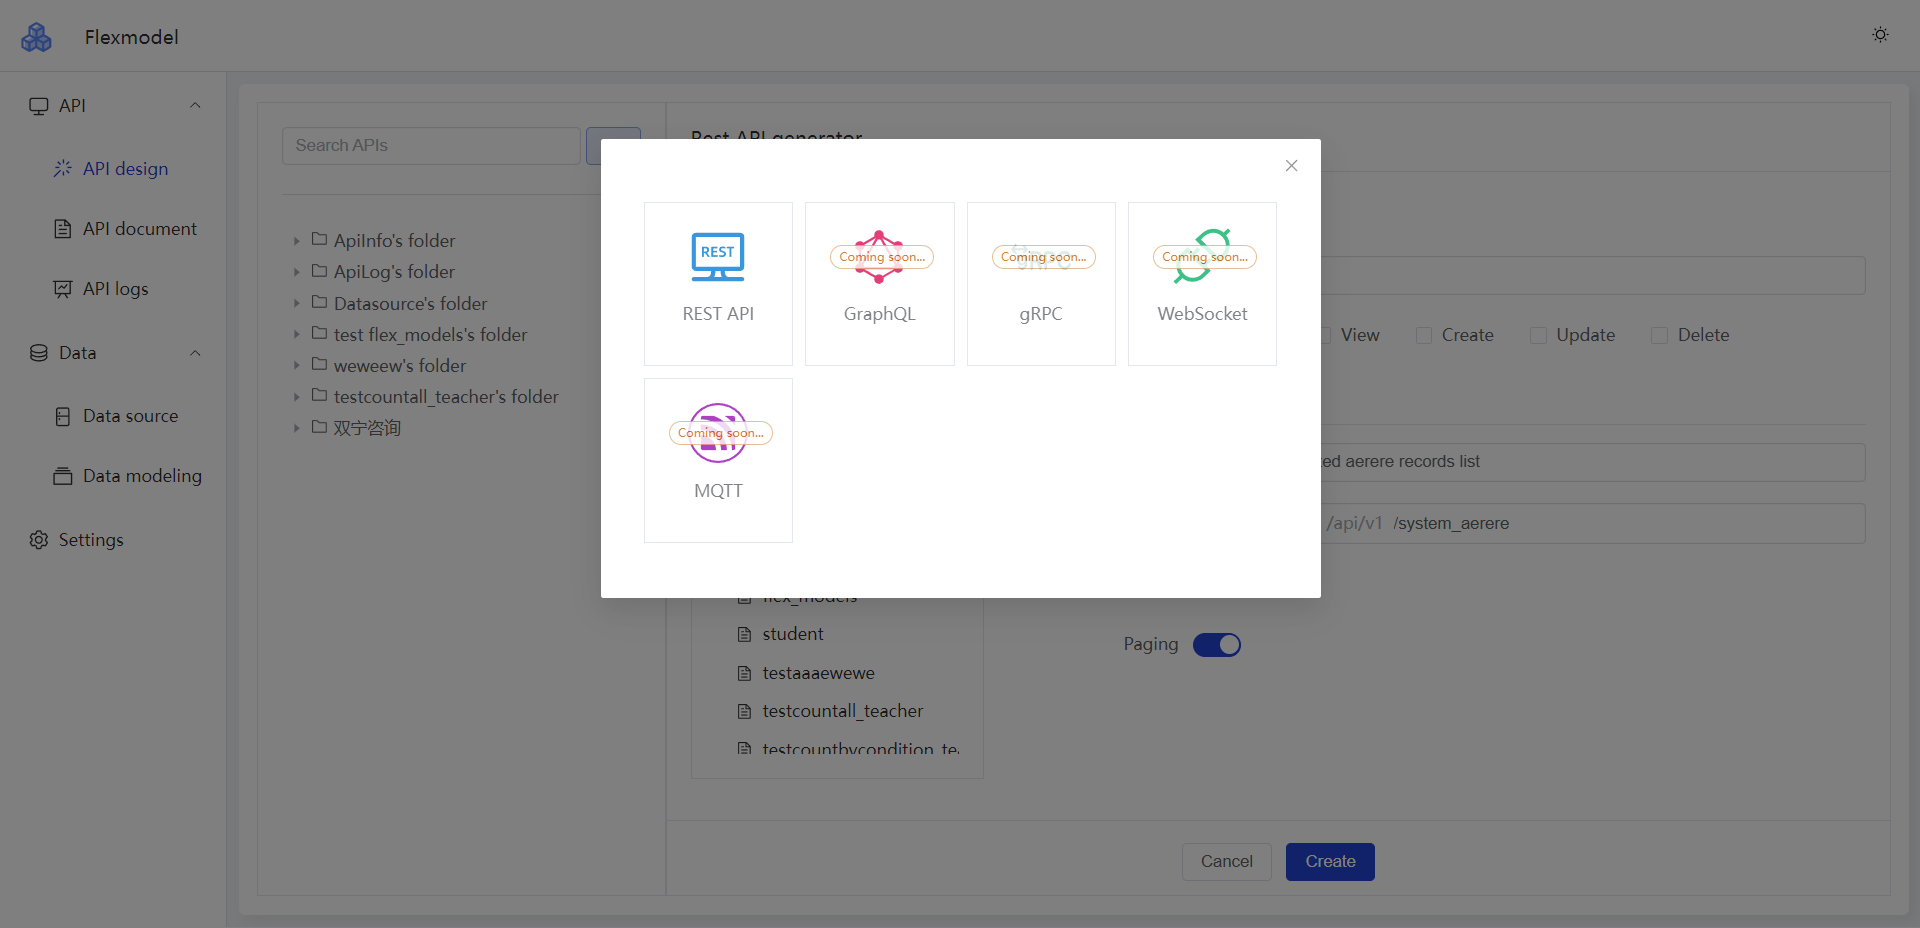 Flexmodel
API
API design
API document
API logs
Data
Data source
Data modeling
Settings
Search APIs
ApiInfo's folder
ApiLog's folder
Datasource's folder
test flex_models's folder
weweew's folder
testcountall_teacher's folder
双宁咨询
Rest API generator
REST
REST API
Coming soon...
GraphQL
Coming soon...
gRPC
Coming soon...
WebSocket
Coming soon...
MQTT
View
Create
Update
Delete
ted aerere records list
/api/v1 /system_aerere
flex_models
student
testaaaewewe
testcountall_teacher
testcountbycondition_te
Paging
Cancel
Create